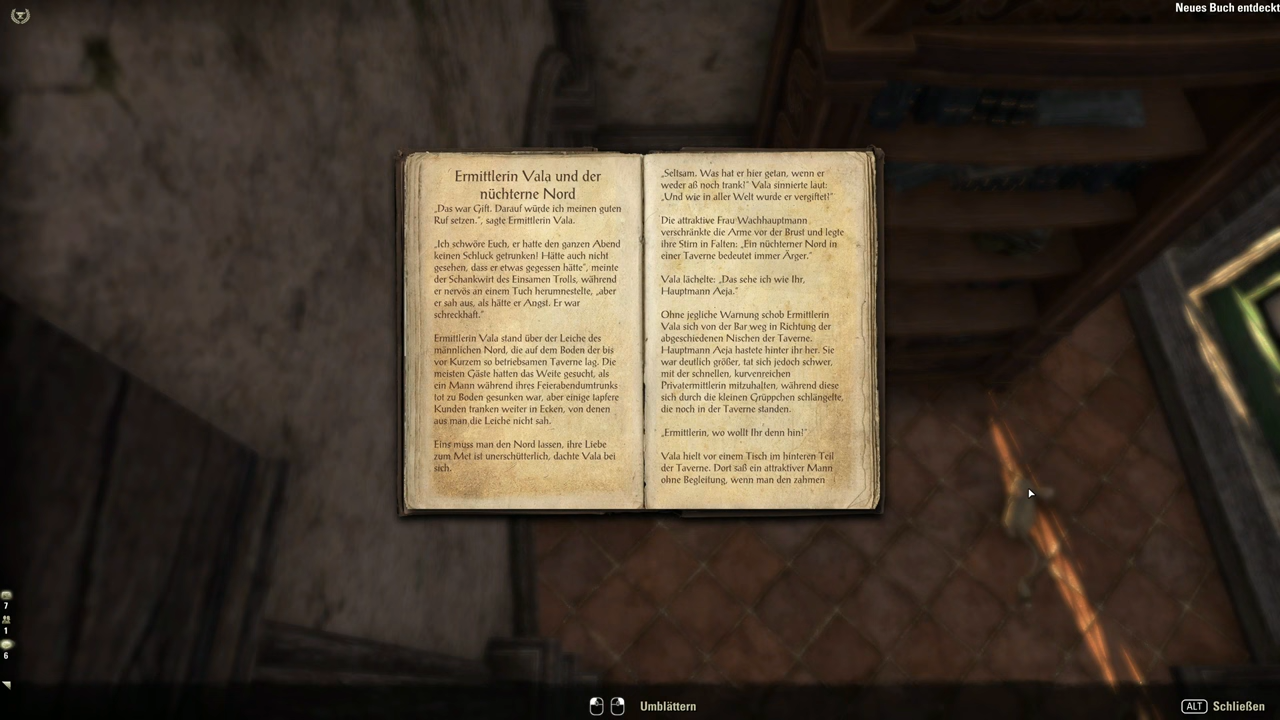 Neues Buch entdeckt
Ermittlerin Vala und der
nüchterne Nord
„Das war Gift. Darauf würde ich meinen guten
Ruf setzen.“, sagte Ermittlerin Vala.
„Ich schwöre Euch, er hatte den ganzen Abend
keinen Schluck getrunken! Hätte auch nicht
gesehen, dass er etwas gegessen hätte“, meinte
der Schankwirt des Einsamen Trolls, während
er nervös an einem Tuch herumnestelte, „aber
er sah aus, als hätte er Angst. Er war
schreckhaft.“
Ermittlerin Vala stand über der Leiche des
männlichen Nord, die auf dem Boden der bis
vor Kurzem so betriebsamen Taverne lag. Die
meisten Gäste hatten das Weite gesucht, als
ein Mann während ihres Feierabendumtrunks
tot zu Boden gesunken war, aber einige tapfere
Kunden tranken weiter in Ecken, von denen
aus man die Leiche nicht sah.
Eins muss man den Nord lassen, ihre Liebe
zum Met ist unerschütterlich, dachte Vala bei
sich.
„Seltsam. Was hat er hier getan, wenn er
weder aß noch trank?“ Vala sinnierte laut:
„Und wie in aller Welt wurde er vergiftet?“
Die attraktive Frau Wachhauptmann
verschränkte die Arme vor der Brust und legte
ihre Stirn in Falten: „Ein nüchterner Nord in
einer Taverne bedeutet immer Ärger.“
Vala lächelte: „Das sehe ich wie Ihr,
Hauptmann Aeja.“
Ohne jegliche Warnung schob Ermittlerin
Vala sich von der Bar weg in Richtung der
abgeschiedenen Nischen der Taverne.
Hauptmann Aeja hastete hinter ihr her. Sie
war deutlich größer, tat sich jedoch schwer,
mit der schnellen, kurvenreichen
Privatermittlerin mitzuhalten, während diese
sich durch die kleinen Grüppchen schlängelte,
die noch in der Taverne standen.
„Ermittlerin, wo wollt Ihr denn hin?“
Vala hielt vor einem Tisch im hinteren Teil
der Taverne. Dort saß ein attraktiver Mann
ohne Begleitung, wenn man den zahmen
7
1
6
Umblättern
ALT Schließen